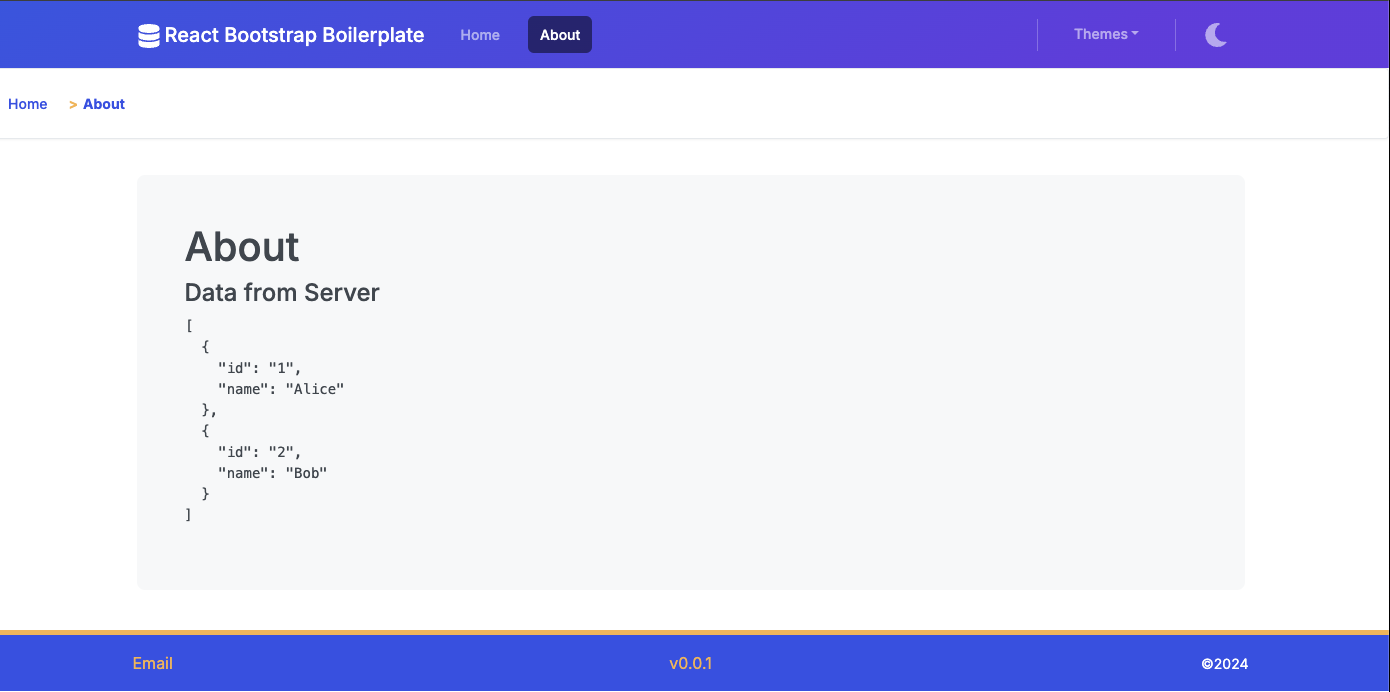 React Bootstrap Boilerplate Home About Themes
Home > About
About
Data from Server
[
  {
    "id": "1",
    "name": "Alice"
  },
  {
    "id": "2",
    "name": "Bob"
  }
]
Email v0.0.1 ©2024